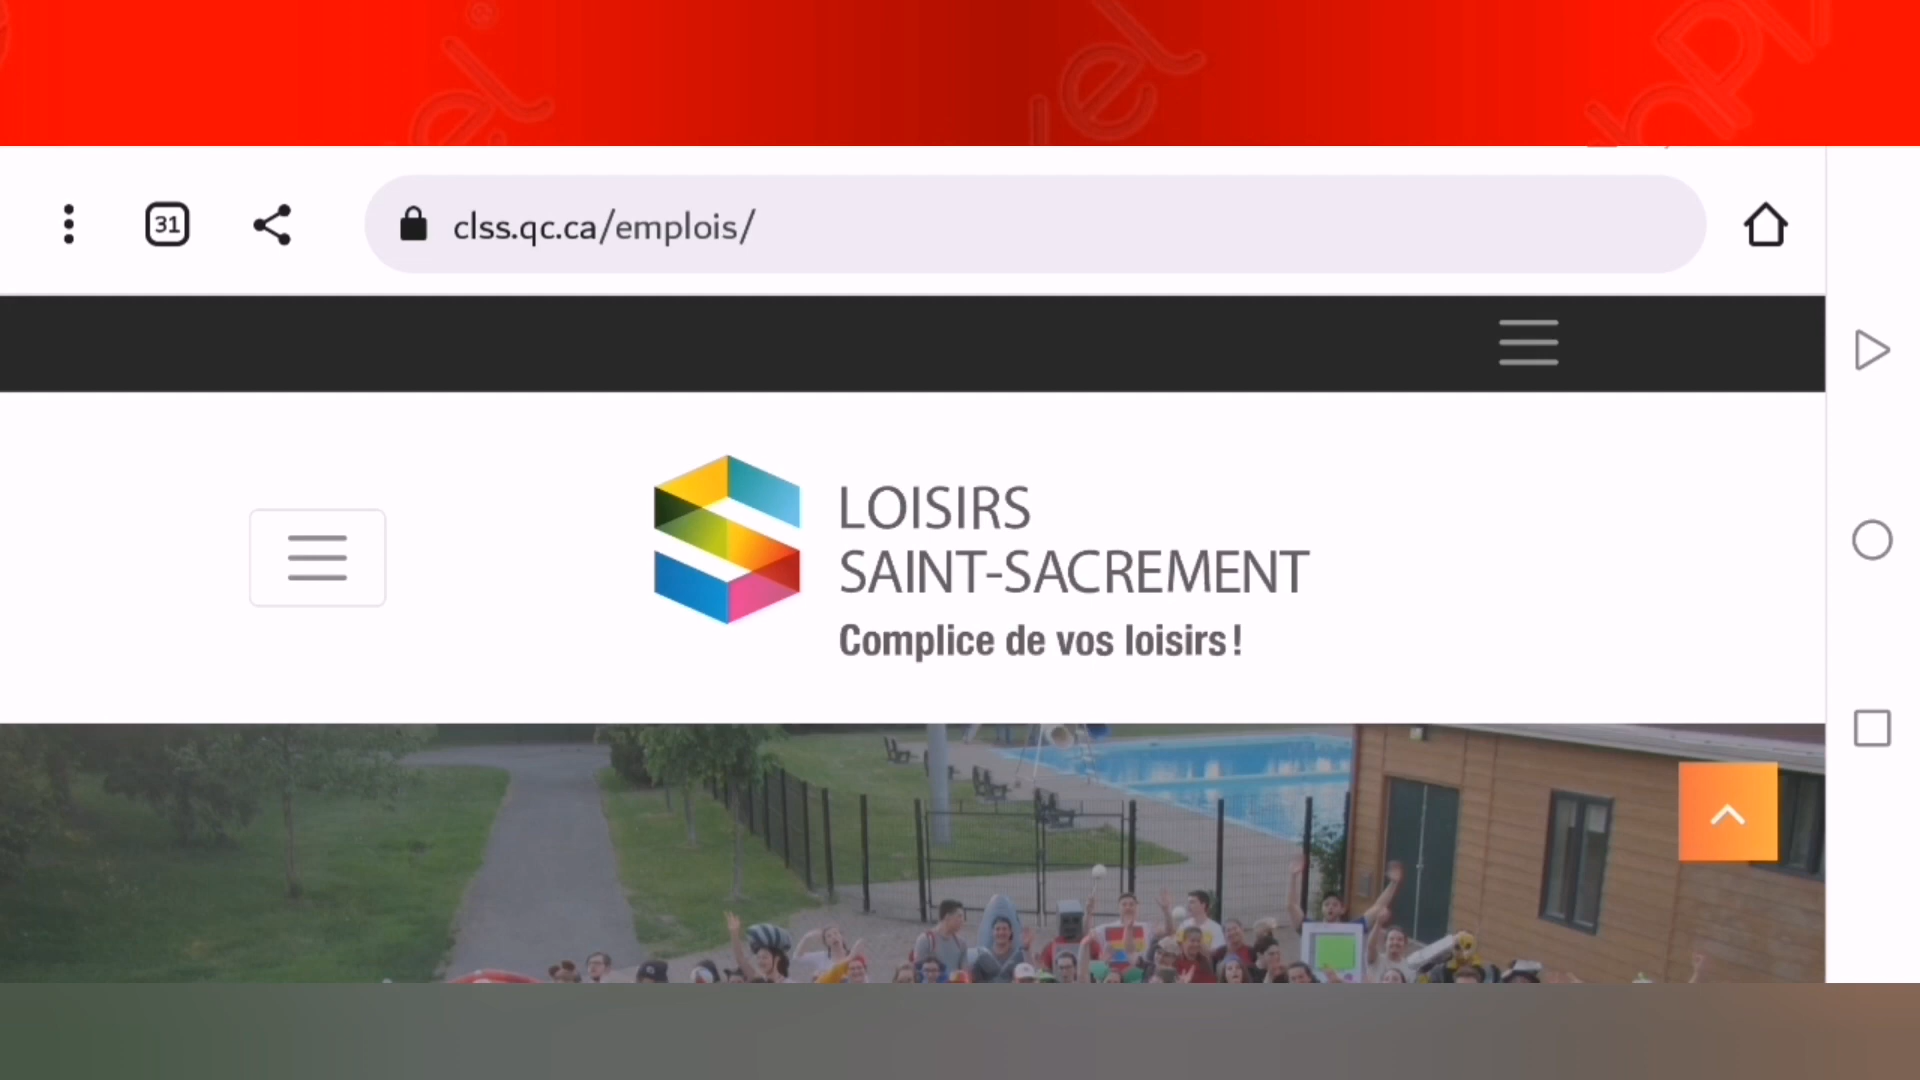 31
clss.qc.ca/emplois/
LOISIRS
SAINT-SACREMENT
Complice de vos loisirs!